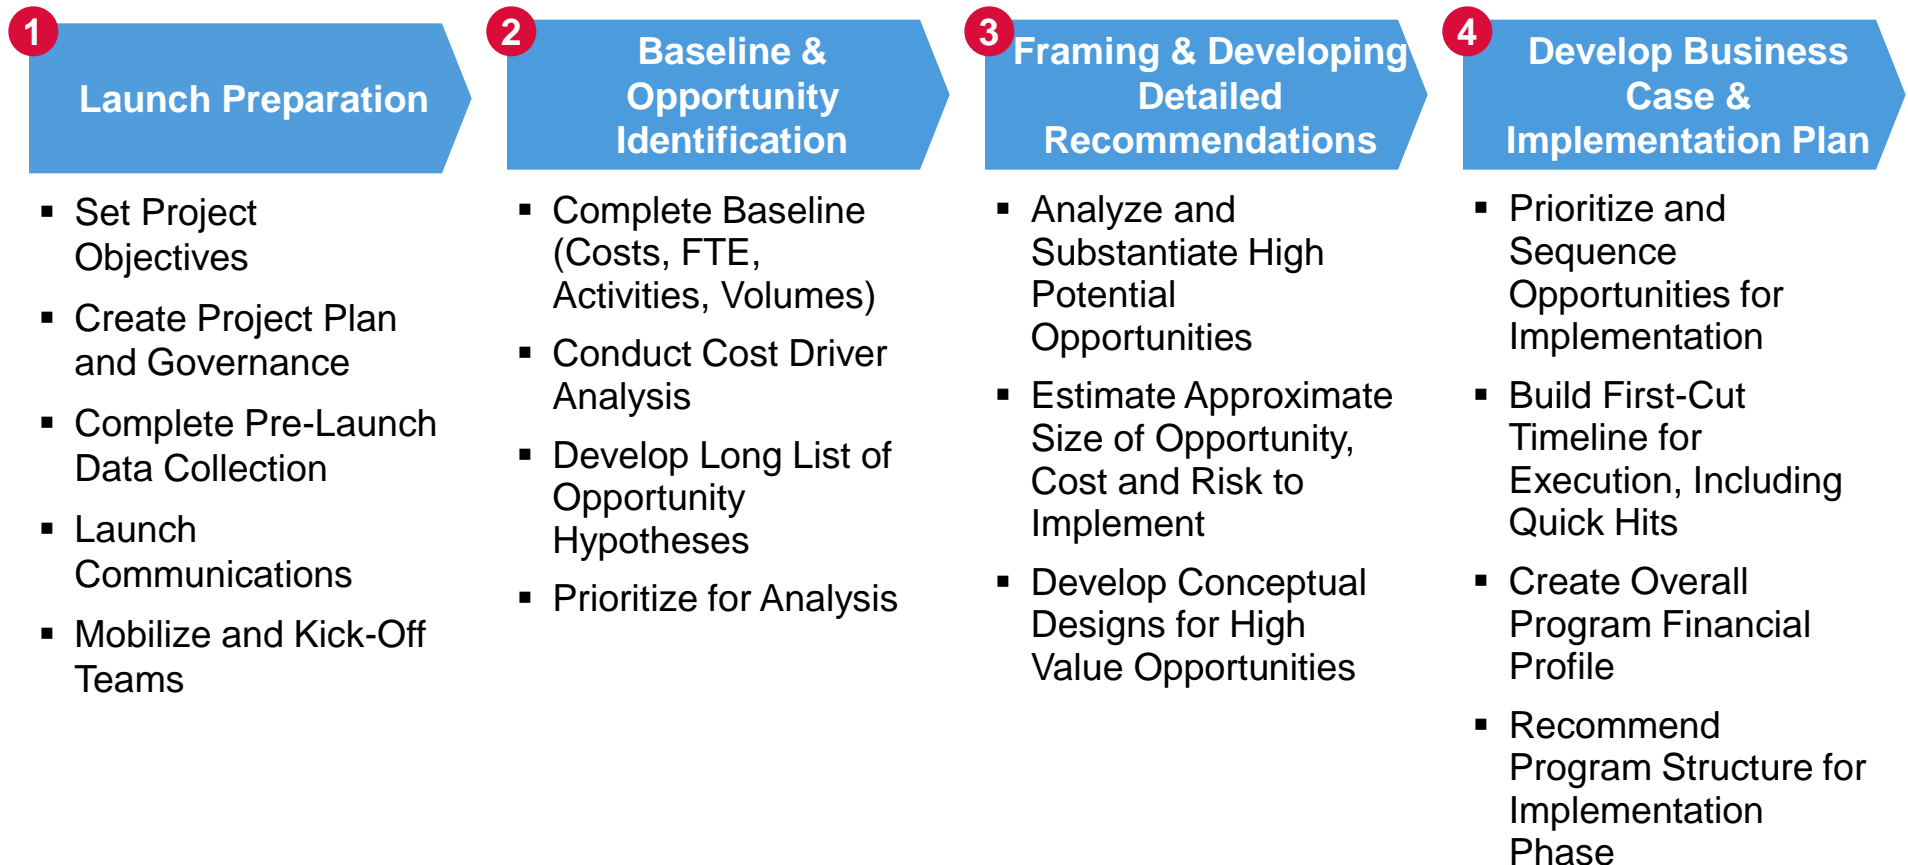 1
Launch Preparation
▪ Set Project
Objectives
▪ Create Project Plan
and Governance
▪ Complete Pre-Launch
Data Collection
▪ Launch
Communications
▪ Mobilize and Kick-Off
Teams
2
Baseline &
Opportunity
Identification
▪ Complete Baseline
(Costs, FTE,
Activities, Volumes)
▪ Conduct Cost Driver
Analysis
▪ Develop Long List of
Opportunity
Hypotheses
▪ Prioritize for Analysis
3
Framing & Developing
Detailed
Recommendations
▪ Analyze and
Substantiate High
Potential
Opportunities
▪ Estimate Approximate
Size of Opportunity,
Cost and Risk to
Implement
▪ Develop Conceptual
Designs for High
Value Opportunities
4
Develop Business
Case &
Implementation Plan
▪ Prioritize and
Sequence
Opportunities for
Implementation
▪ Build First-Cut
Timeline for
Execution, Including
Quick Hits
▪ Create Overall
Program Financial
Profile
▪ Recommend
Program Structure for
Implementation
Phase